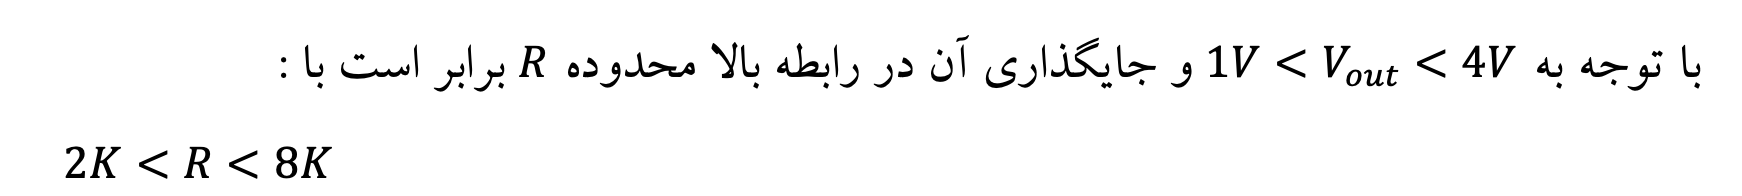 با توجه به 1V < V_out < 4V و جایگذاری آن در رابطه بالا محدوده R برابر است با :
2K < R < 8K